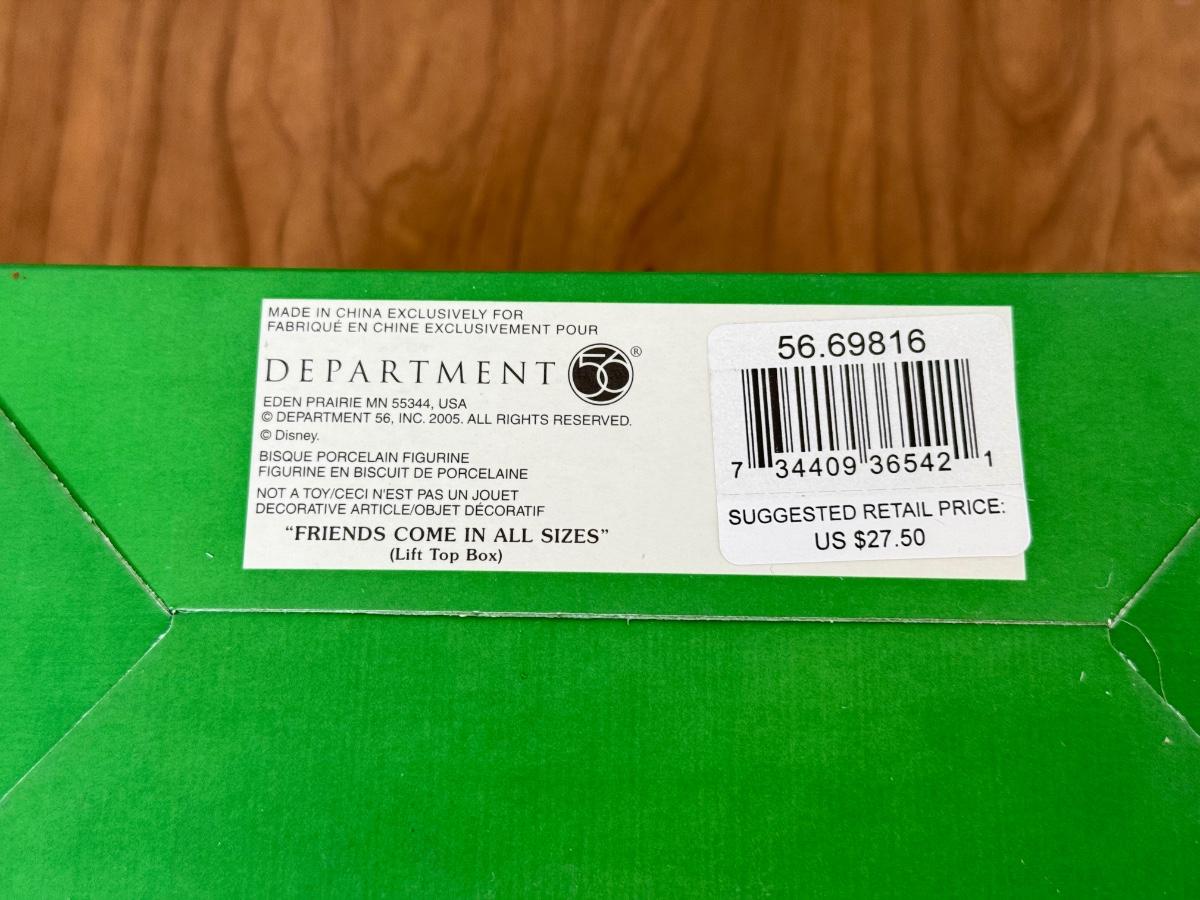 MADE IN CHINA EXCLUSIVELY FOR
FABRIQUÉ EN CHINE EXCLUSIVEMENT POUR
DEPARTMENT 56®
EDEN PRAIRIE MN 55344, USA
© DEPARTMENT 56, INC. 2005. ALL RIGHTS RESERVED.
© Disney.
BISQUE PORCELAIN FIGURINE
FIGURINE EN BISCUIT DE PORCELAINE
NOT A TOY/CECI N'EST PAS UN JOUET
DECORATIVE ARTICLE/OBJET DÉCORATIF
“FRIENDS COME IN ALL SIZES”
(Lift Top Box)
56.69816
7 34409 36542 1
SUGGESTED RETAIL PRICE:
US $27.50